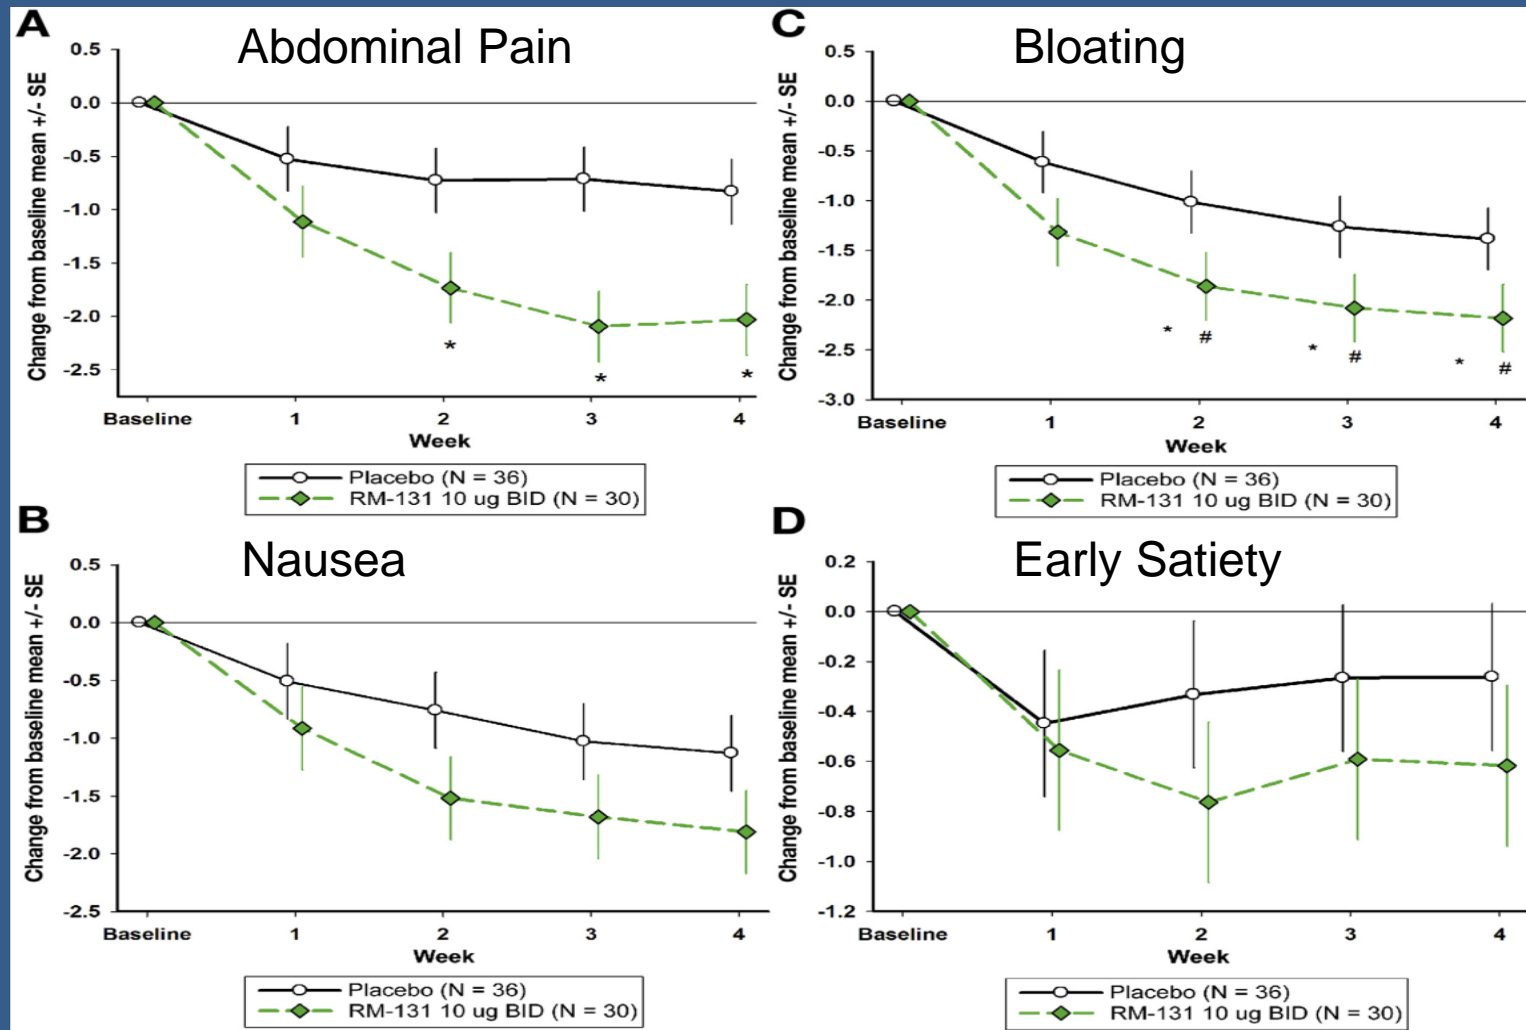 A
Abdominal Pain
Change from baseline mean +/- SE
0.5
0.0
-0.5
-1.0
-1.5
-2.0
-2.5
* * *
Baseline 1 2 3 4
Week
Placebo (N = 36)
RM-131 10 ug BID (N = 30)
C
Bloating
Change from baseline mean +/- SE
0.5
0.0
-0.5
-1.0
-1.5
-2.0
-2.5
-3.0
* # * # * #
Baseline 1 2 3 4
Week
Placebo (N = 36)
RM-131 10 ug BID (N = 30)
B
Nausea
Change from baseline mean +/- SE
0.5
0.0
-0.5
-1.0
-1.5
-2.0
-2.5
Baseline 1 2 3 4
Week
Placebo (N = 36)
RM-131 10 ug BID (N = 30)
D
Early Satiety
Change from baseline mean +/- SE
0.2
0.0
-0.2
-0.4
-0.6
-0.8
-1.0
-1.2
Baseline 1 2 3 4
Week
Placebo (N = 36)
RM-131 10 ug BID (N = 30)